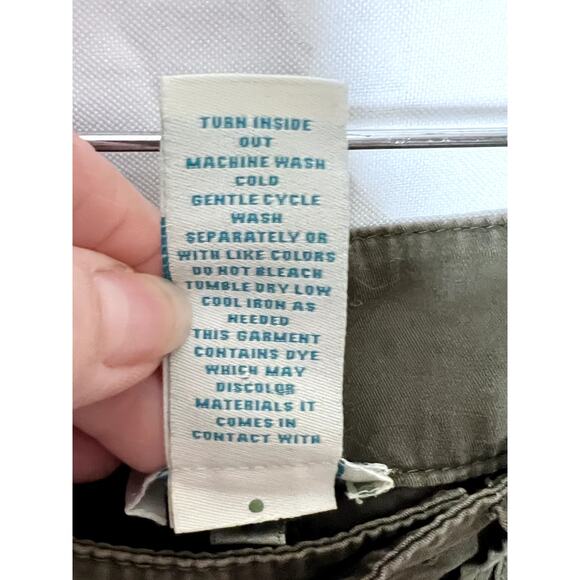 TURN INSIDE
OUT
MACHINE WASH
COLD
GENTLE CYCLE
WASH
SEPARATELY OR
WITH LIKE COLORS
DO NOT BLEACH
TUMBLE DRY LOW
COOL IRON AS
NEEDED
THIS GARMENT
CONTAINS DYE
WHICH MAY
DISCOLOR
MATERIALS IT
COMES IN
CONTACT WITH